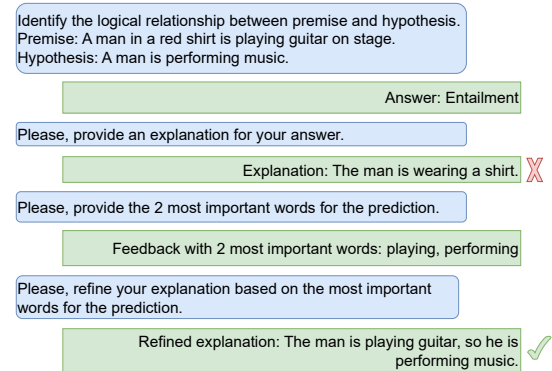 Identify the logical relationship between premise and hypothesis.
Premise: A man in a red shirt is playing guitar on stage.
Hypothesis: A man is performing music.
Answer: Entailment
Please, provide an explanation for your answer.
Explanation: The man is wearing a shirt.
Please, provide the 2 most important words for the prediction.
Feedback with 2 most important words: playing, performing
Please, refine your explanation based on the most important
words for the prediction.
Refined explanation: The man is playing guitar, so he is
performing music.